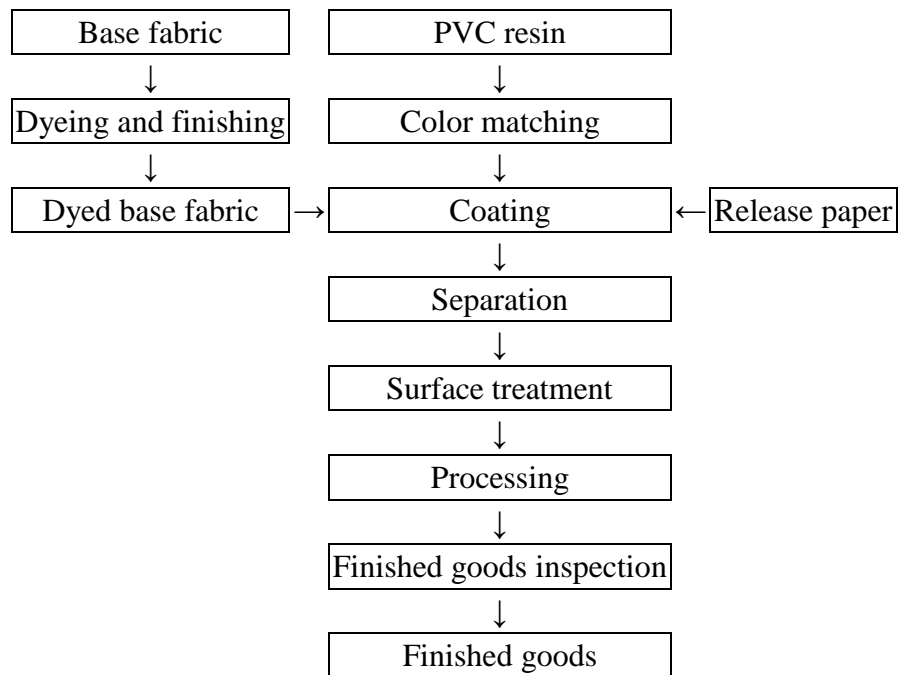 Base fabric
PVC resin
↓
↓
Dyeing and finishing
Color matching
↓
↓
Dyed base fabric
→
Coating
←
Release paper
↓
Separation
↓
Surface treatment
↓
Processing
↓
Finished goods inspection
↓
Finished goods